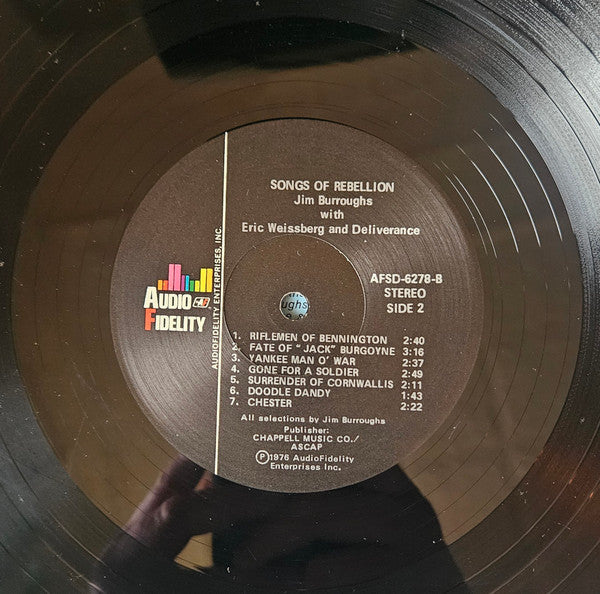 SONGS OF REBELLION
Jim Burroughs
with
Eric Weissberg and Deliverance
AFSD-6278-B
STEREO
SIDE 2
AUDIO
FIDELITY
AUDIOFIDELITY ENTERPRISES, INC.
ughs
1. RIFLEMEN OF BENNINGTON 2:40
2. FATE OF "JACK" BURGOYNE 3:16
3. YANKEE MAN O' WAR 2:37
4. GONE FOR A SOLDIER 2:49
5. SURRENDER OF CORNWALLIS 2:11
6. DOODLE DANDY 1:43
7. CHESTER 2:22
All selections by Jim Burroughs
Publisher:
CHAPPELL MUSIC CO./
ASCAP
Ⓟ1976 AudioFidelity
Enterprises Inc.